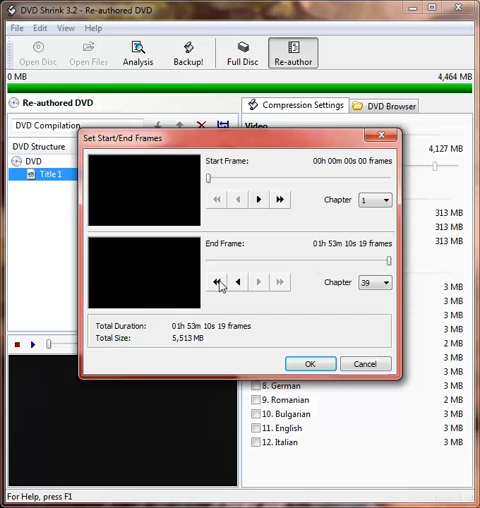 DVD Shrink 3.2 - Re-authored DVD
File Edit View Help
Open Disc Open Files Analysis Backup! Full Disc Re-author
0 MB 4,464 MB
Re-authored DVD
Compression Settings DVD Browser
DVD Compilation
Video
DVD Structure
4,127 MB
DVD
Title 1
313 MB
313 MB
313 MB
Set Start/End Frames
Start Frame: 00h 00m 00s 00 frames
Chapter 1
End Frame: 01h 53m 10s 19 frames
Chapter 39
Total Duration: 01h 53m 10s 19 frames
Total Size: 5,513 MB
OK Cancel
3 MB
3 MB
3 MB
3 MB
2 MB
3 MB
3 MB
8. German 3 MB
9. Romanian 2 MB
10. Bulgarian 3 MB
11. English 3 MB
12. Italian 3 MB
For Help, press F1